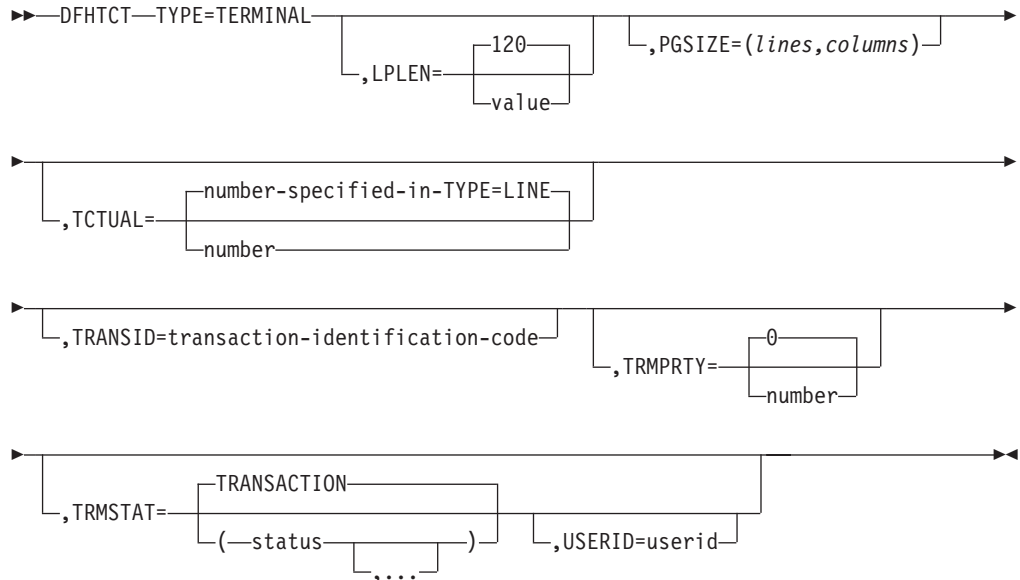 DFHTCT TYPE=TERMINAL
,LPLEN=
120
value
,PGSIZE=(lines,columns)
,TCTUAL=
number-specified-in-TYPE=LINE
number
,TRANSID=transaction-identification-code
,TRMPRTY=
0
number
,TRMSTAT=
TRANSACTION
( status
,...
)
,USERID=userid